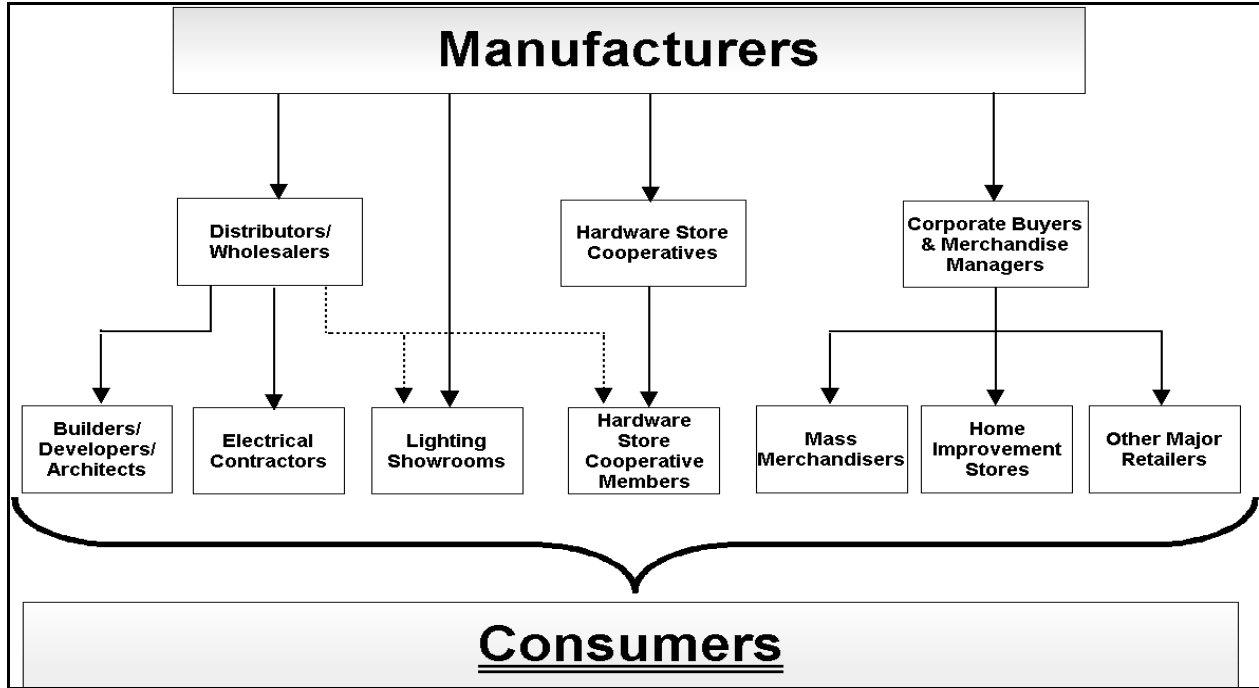 Manufacturers
Distributors/
Wholesalers
Hardware Store
Cooperatives
Corporate Buyers
& Merchandise
Managers
Builders/
Developers/
Architects
Electrical
Contractors
Lighting
Showrooms
Hardware
Store
Cooperative
Members
Mass
Merchandisers
Home
Improvement
Stores
Other Major
Retailers
Consumers